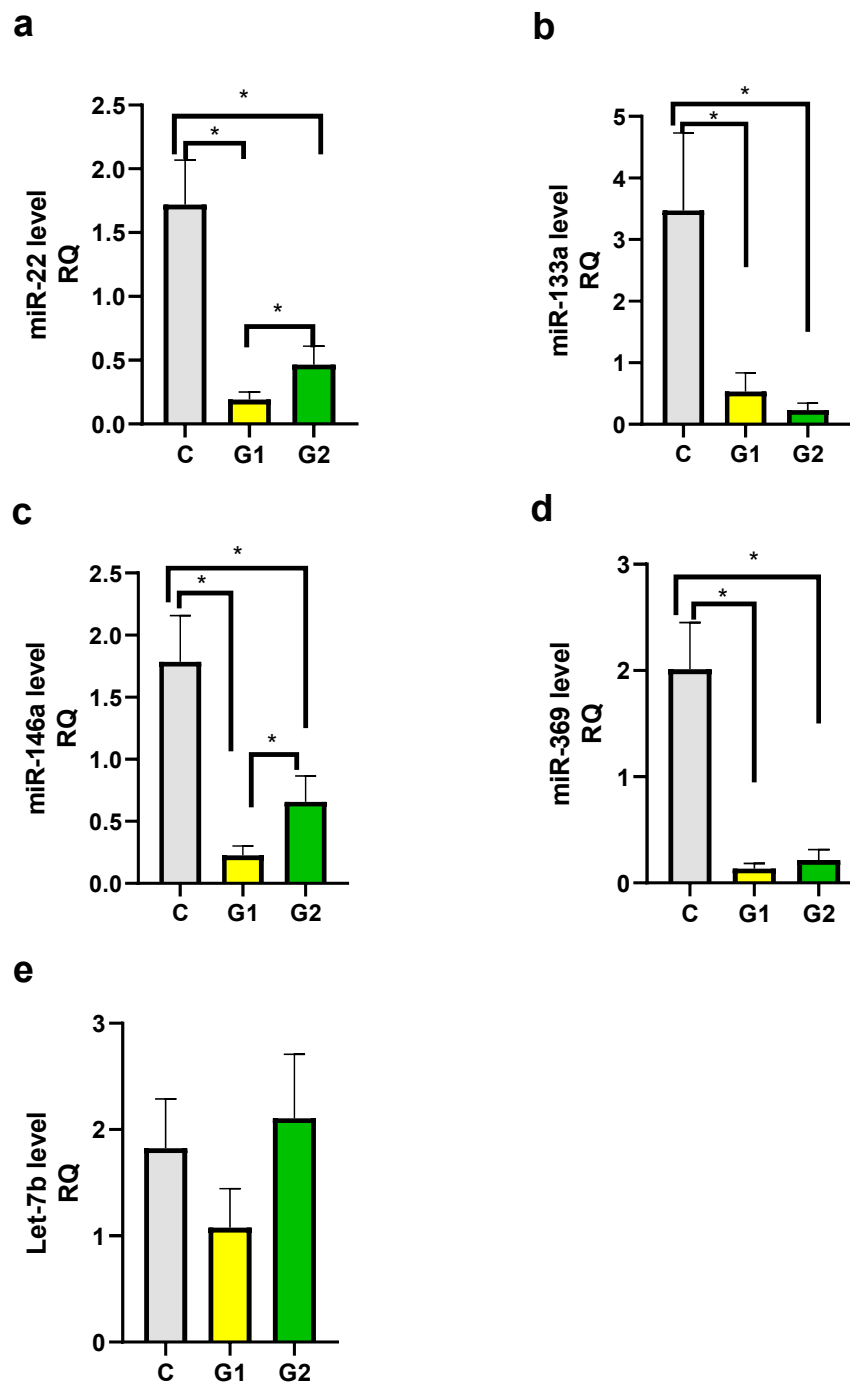 a
miR-22 level
RQ
2.5
2.0
1.5
1.0
0.5
0.0
*
*
*
C G1 G2
b
miR-133a level
RQ
5
4
3
2
1
0
*
*
C G1 G2
c
miR-146a level
RQ
2.5
2.0
1.5
1.0
0.5
0.0
*
*
*
C G1 G2
d
miR-369 level
RQ
3
2
1
0
*
*
C G1 G2
e
Let-7b level
RQ
3
2
1
0
C G1 G2